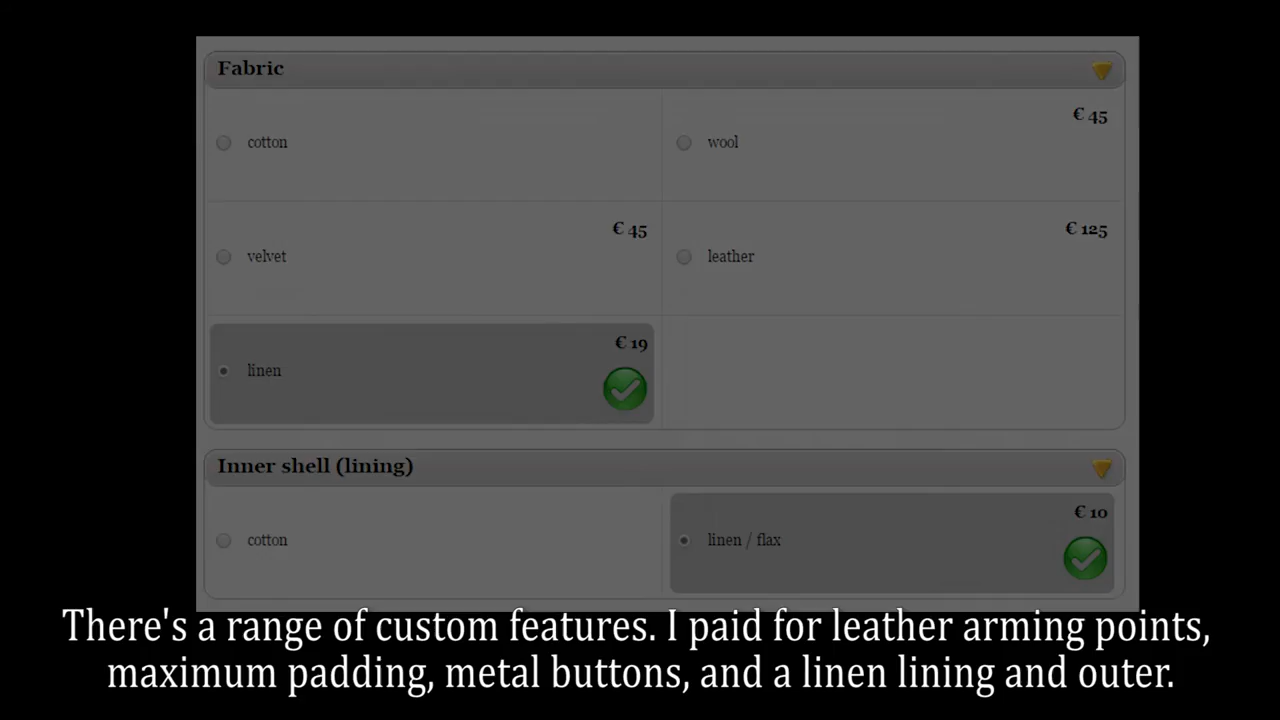 Fabric
€ 45
cotton
wool
€ 45
€ 125
velvet
leather
€ 19
linen
Inner shell (lining)
€ 10
cotton
linen / flax
There's a range of custom features. I paid for leather arming points,
maximum padding, metal buttons, and a linen lining and outer.